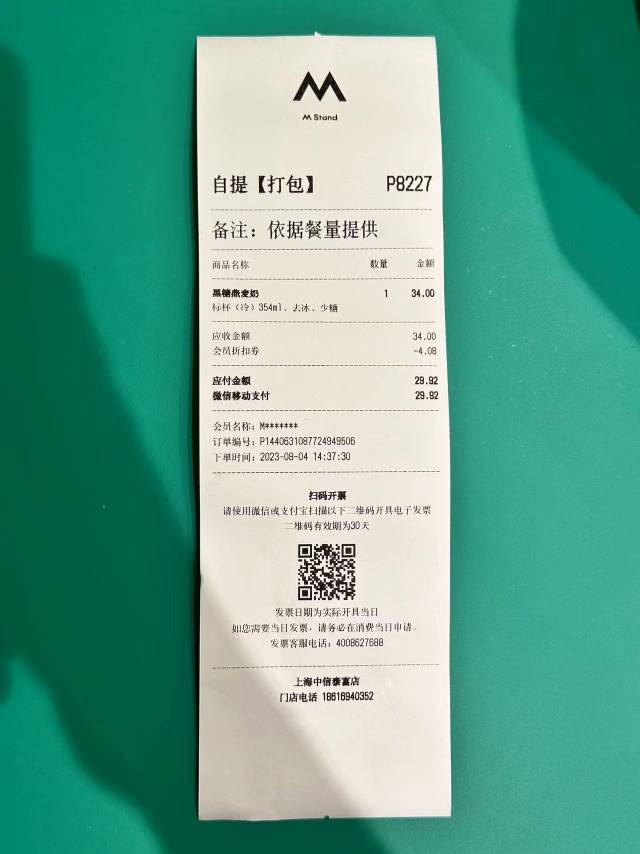 M Stand
自提【打包】 P8227
备注：依据餐量提供
商品名称 数量 金额
黑糖燕麦奶 1 34.00
标杯（冷）354ml、去冰、少糖
应收金额 34.00
会员折扣券 -4.08
应付金额 29.92
微信移动支付 29.92
会员名称：M*******
订单编号：P1440631087724949506
下单时间：2023-08-04 14:37:30
扫码开票
请使用微信或支付宝扫描以下二维码开具电子发票
二维码有效期为30天
发票日期为实际开具当日
如您需要当日发票，请务必在消费当日申请。
发票客服电话：4008627688
上海中信泰富店
门店电话 18616940352